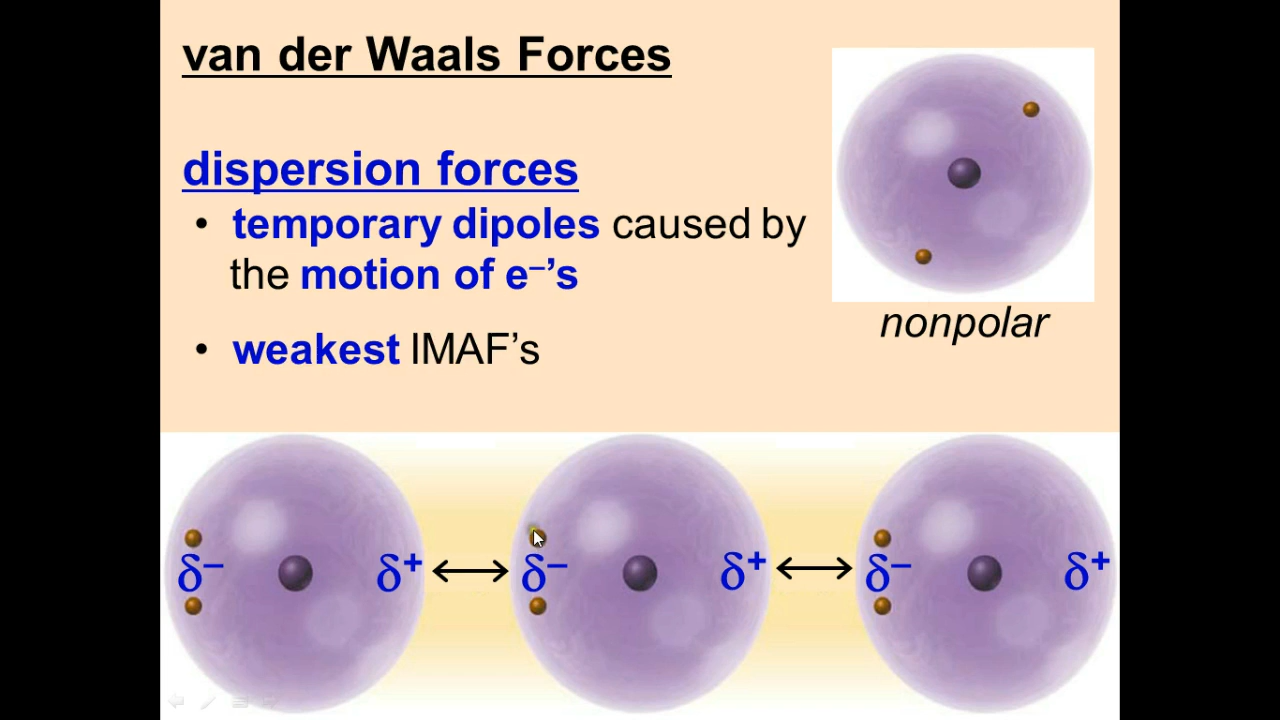 van der Waals Forces
dispersion forces
• temporary dipoles caused by
the motion of e⁻’s
• weakest IMAF’s
nonpolar
δ⁻ δ⁺ δ⁻ δ⁺ δ⁻ δ⁺